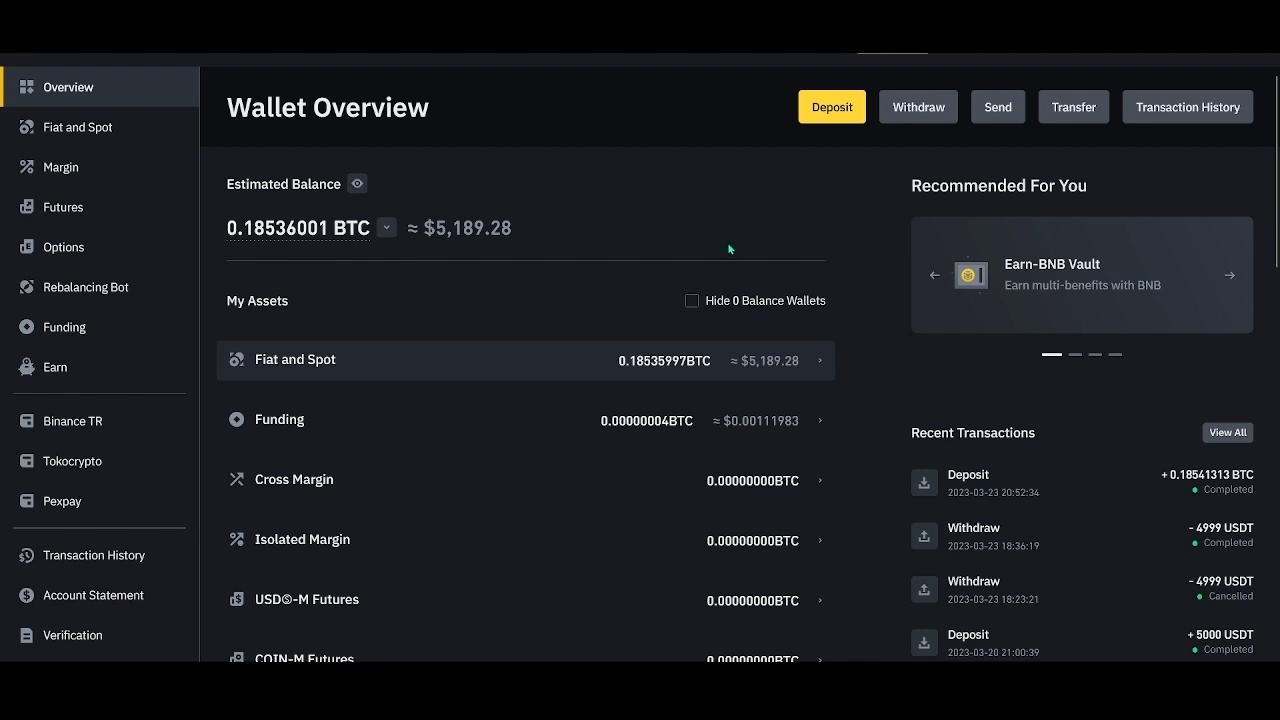 Overview
Fiat and Spot
Margin
Futures
Options
Rebalancing Bot
Funding
Earn
Binance TR
Tokocrypto
Pexpay
Transaction History
Account Statement
Verification
Wallet Overview
Deposit
Withdraw
Send
Transfer
Transaction History
Estimated Balance
0.18536001 BTC ≈ $5,189.28
My Assets
Hide 0 Balance Wallets
Fiat and Spot 0.18535997BTC ≈ $5,189.28
Funding 0.00000004BTC ≈ $0.00111983
Cross Margin 0.00000000BTC
Isolated Margin 0.00000000BTC
USDⓈ-M Futures 0.00000000BTC
COIN-M Futures 0.00000000BTC
Recommended For You
Earn-BNB Vault
Earn multi-benefits with BNB
Recent Transactions
View All
Deposit + 0.18541313 BTC
2023-03-23 20:52:34 Completed
Withdraw - 4999 USDT
2023-03-23 18:36:19 Completed
Withdraw - 4999 USDT
2023-03-23 18:23:21 Cancelled
Deposit + 5000 USDT
2023-03-20 21:00:39 Completed